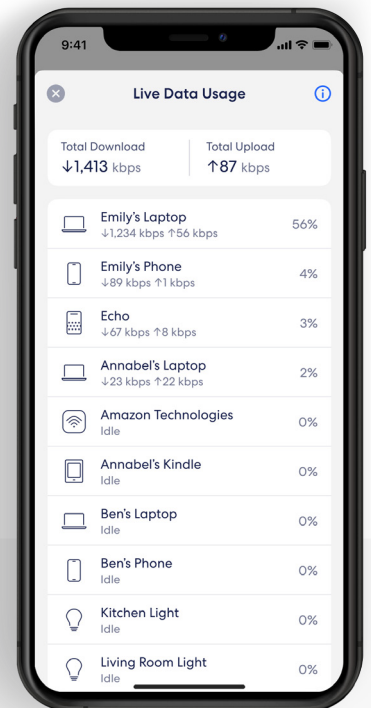 9:41
Live Data Usage
Total Download
↓1,413 kbps
Total Upload
↑87 kbps
Emily's Laptop
↓1,234 kbps ↑56 kbps
56%
Emily's Phone
↓89 kbps ↑1 kbps
4%
Echo
↓67 kbps ↑8 kbps
3%
Annabel's Laptop
↓23 kbps ↑22 kbps
2%
Amazon Technologies
Idle
0%
Annabel's Kindle
Idle
0%
Ben's Laptop
Idle
0%
Ben's Phone
Idle
0%
Kitchen Light
Idle
0%
Living Room Light
Idle
0%